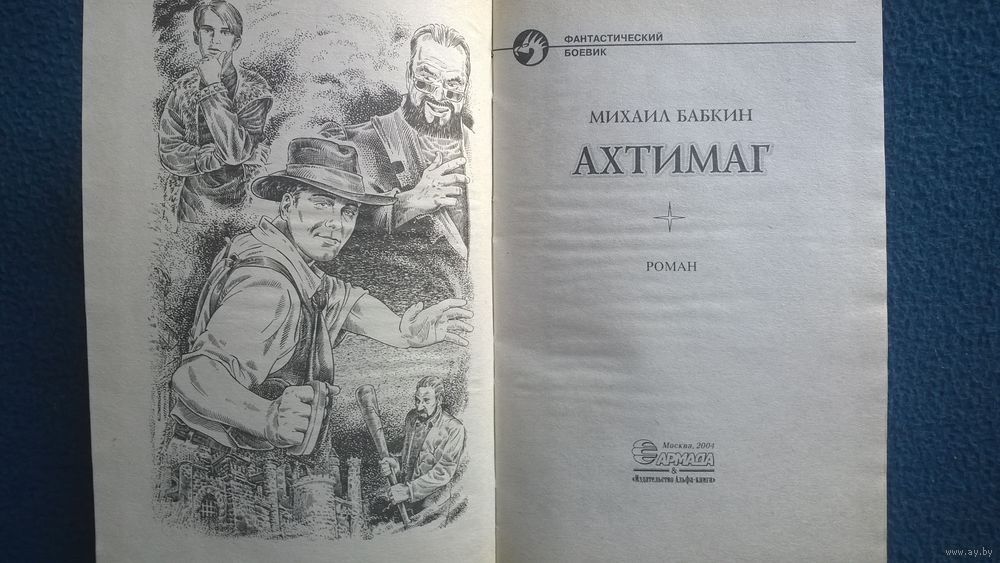 ФАНТАСТИЧЕСКИЙ
БОЕВИК
МИХАИЛ БАБКИН
АХТИМАГ
РОМАН
Москва, 2004
АРМАДА
&
«Издательство Альфа-книга»
www.ay.by